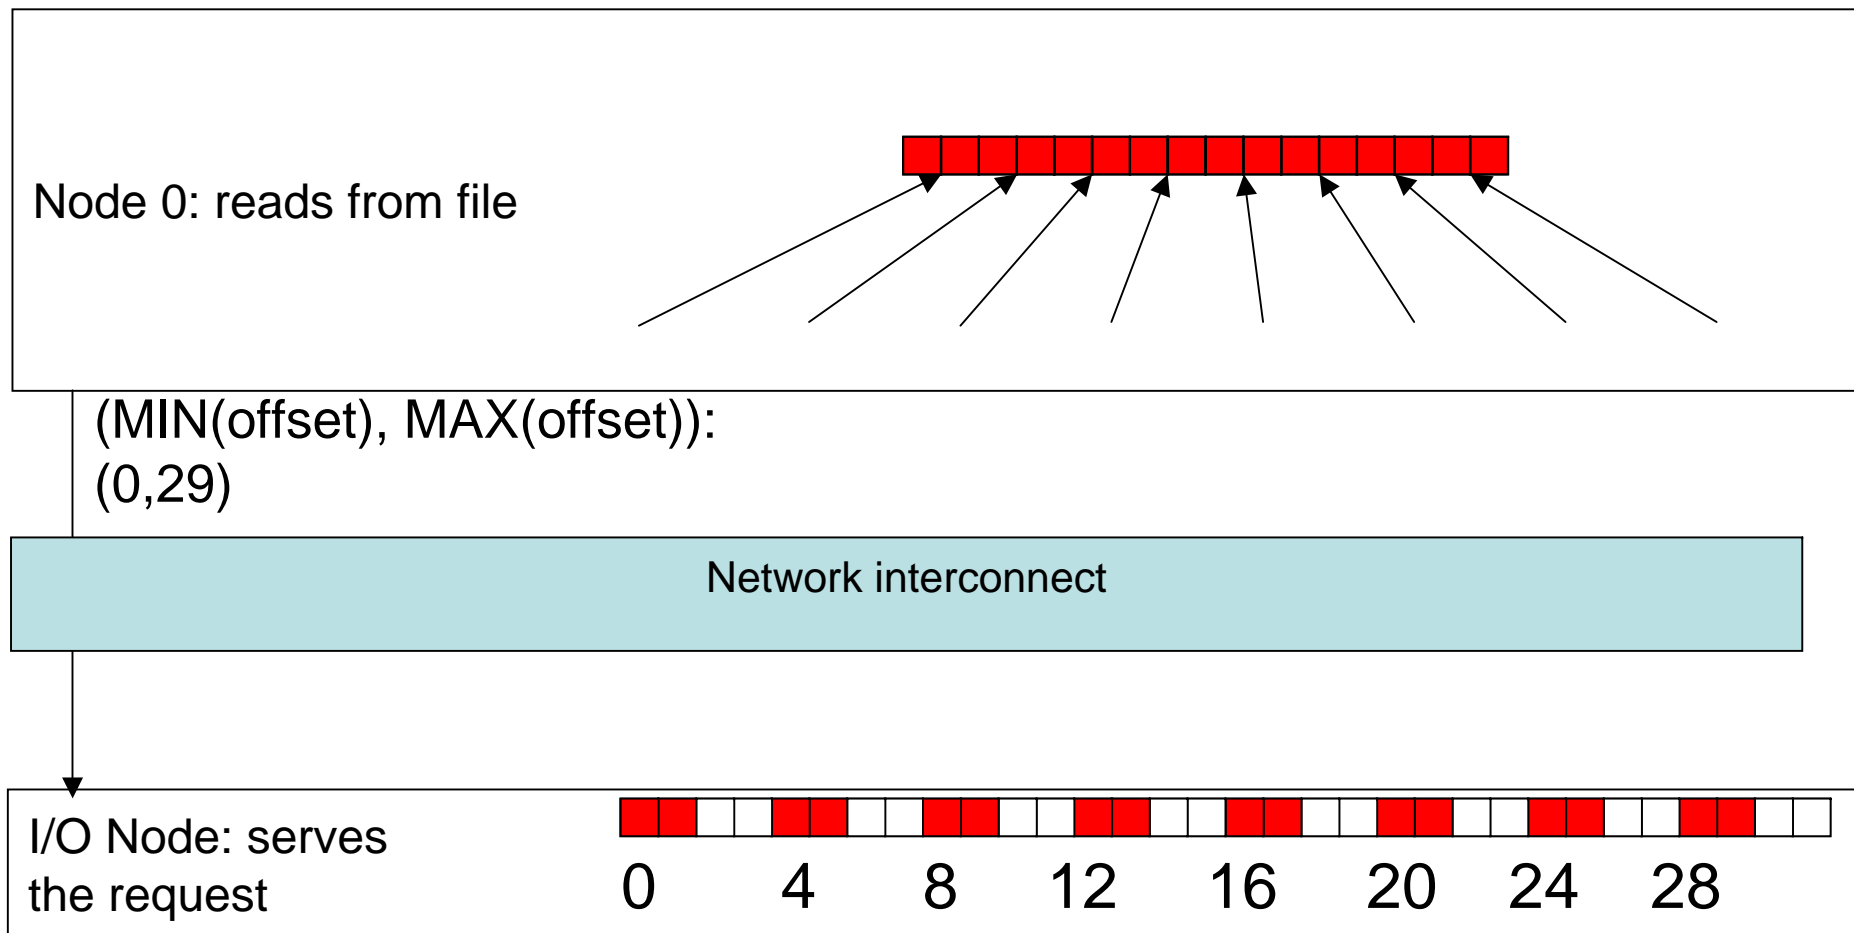 Node 0: reads from file
(MIN(offset), MAX(offset)):
(0,29)
Network interconnect
I/O Node: serves
the request
0 4 8 12 16 20 24 28